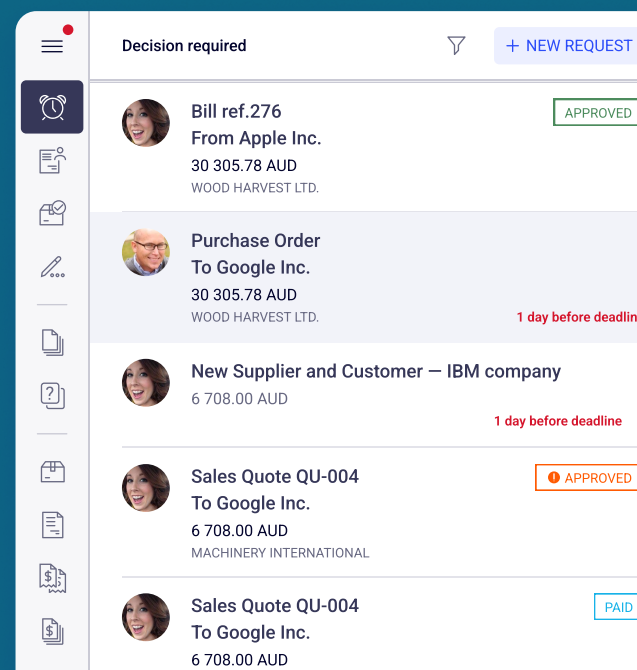 Decision required
+ NEW REQUEST
Bill ref.276
APPROVED
From Apple Inc.
30 305.78 AUD
WOOD HARVEST LTD.
Purchase Order
To Google Inc.
30 305.78 AUD
WOOD HARVEST LTD.
1 day before deadlin
New Supplier and Customer — IBM company
6 708.00 AUD
1 day before deadline
Sales Quote QU-004
APPROVED
To Google Inc.
6 708.00 AUD
MACHINERY INTERNATIONAL
Sales Quote QU-004
PAID
To Google Inc.
6 708.00 AUD